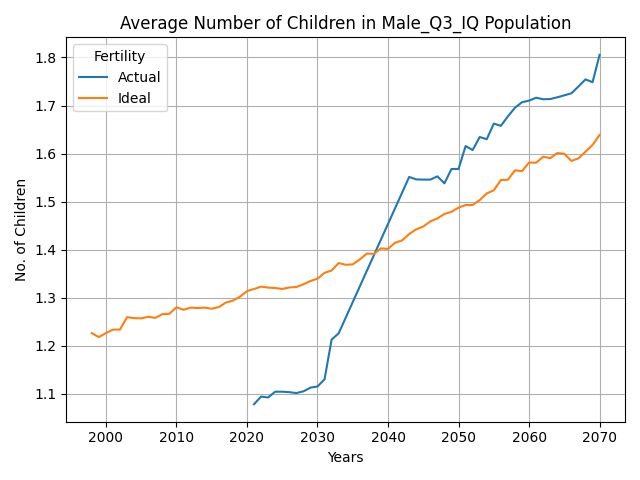 Average Number of Children in Male_Q3_IQ Population
Fertility
Actual
Ideal
No. of Children
1.8
1.7
1.6
1.5
1.4
1.3
1.2
1.1
2000 2010 2020 2030 2040 2050 2060 2070
Years